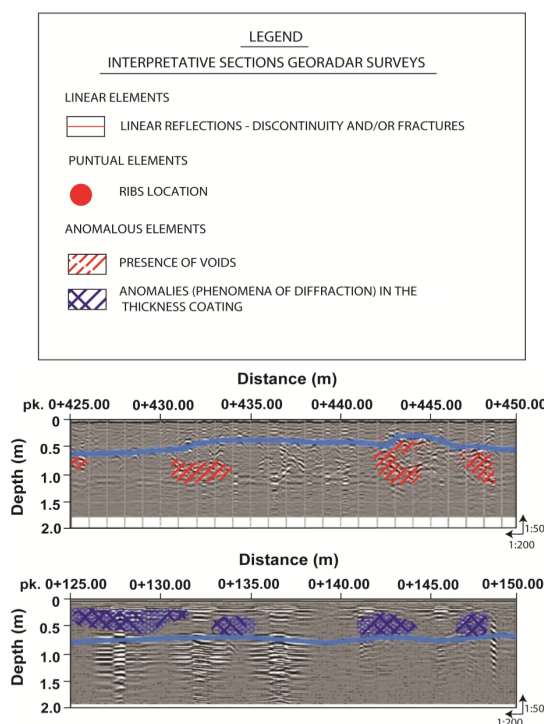 LEGEND
INTERPRETATIVE SECTIONS GEORADAR SURVEYS
LINEAR ELEMENTS
LINEAR REFLECTIONS - DISCONTINUITY AND/OR FRACTURES
PUNTUAL ELEMENTS
RIBS LOCATION
ANOMALOUS ELEMENTS
PRESENCE OF VOIDS
ANOMALIES (PHENOMENA OF DIFFRACTION) IN THE
THICKNESS COATING
Distance (m)
pk. 0+425.00 0+430.00 0+435.00 0+440.00 0+445.00 0+450.00
Depth (m)
0
0.5
1.0
1.5
2.0
1:50
1:200
Distance (m)
pk. 0+125.00 0+130.00 0+135.00 0+140.00 0+145.00 0+150.00
Depth (m)
0
0.5
1.0
1.5
2.0
1:50
1:200